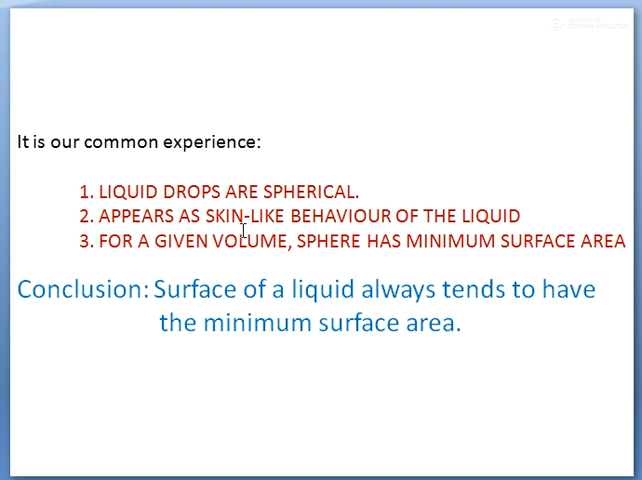 It is our common experience:
1. LIQUID DROPS ARE SPHERICAL.
2. APPEARS AS SKIN-LIKE BEHAVIOUR OF THE LIQUID
3. FOR A GIVEN VOLUME, SPHERE HAS MINIMUM SURFACE AREA
Conclusion: Surface of a liquid always tends to have
the minimum surface area.